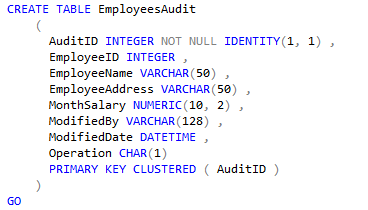 CREATE TABLE EmployeesAudit
(
AuditID INTEGER NOT NULL IDENTITY(1, 1) ,
EmployeeID INTEGER ,
EmployeeName VARCHAR(50) ,
EmployeeAddress VARCHAR(50) ,
MonthSalary NUMERIC(10, 2) ,
ModifiedBy VARCHAR(128) ,
ModifiedDate DATETIME ,
Operation CHAR(1)
PRIMARY KEY CLUSTERED ( AuditID )
)
GO